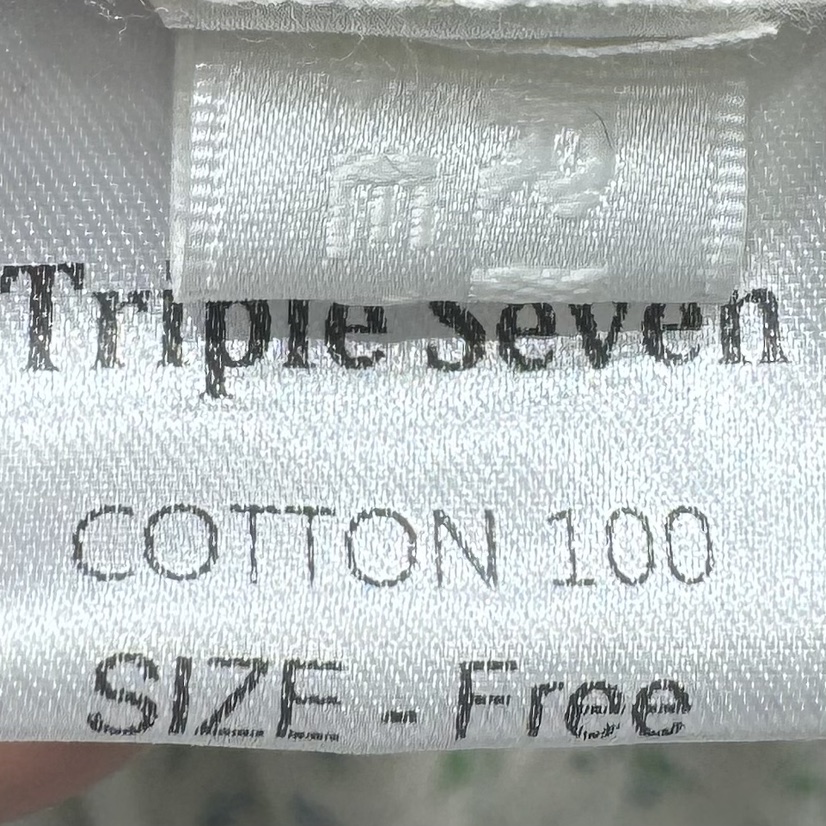 Triple Seven
COTTON 100
SIZE - Free